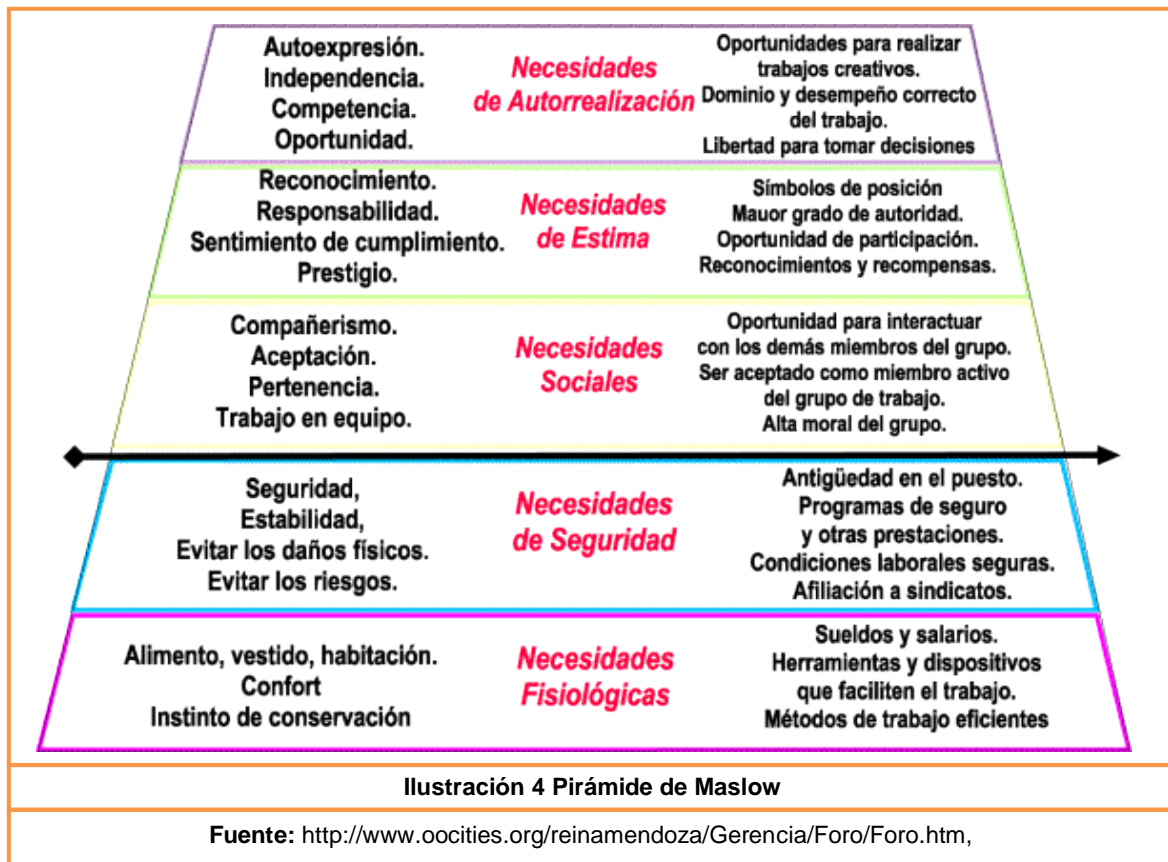 Autoexpresión.
Independencia.
Competencia.
Oportunidad.
Necesidades
de Autorrealización
Oportunidades para realizar
trabajos creativos.
Dominio y desempeño correcto
del trabajo.
Libertad para tomar decisiones
Reconocimiento.
Responsabilidad.
Sentimiento de cumplimiento.
Prestigio.
Necesidades
de Estima
Símbolos de posición
Mauor grado de autoridad.
Oportunidad de participación.
Reconocimientos y recompensas.
Compañerismo.
Aceptación.
Pertenencia.
Trabajo en equipo.
Necesidades
Sociales
Oportunidad para interactuar
con los demás miembros del grupo.
Ser aceptado como miembro activo
del grupo de trabajo.
Alta moral del grupo.
Seguridad,
Estabilidad,
Evitar los daños físicos.
Evitar los riesgos.
Necesidades
de Seguridad
Antigüedad en el puesto.
Programas de seguro
y otras prestaciones.
Condiciones laborales seguras.
Afiliación a sindicatos.
Alimento, vestido, habitación.
Confort
Instinto de conservación
Necesidades
Fisiológicas
Sueldos y salarios.
Herramientas y dispositivos
que faciliten el trabajo.
Métodos de trabajo eficientes
Ilustración 4 Pirámide de Maslow
Fuente: http://www.oocities.org/reinamendoza/Gerencia/Foro/Foro.htm,